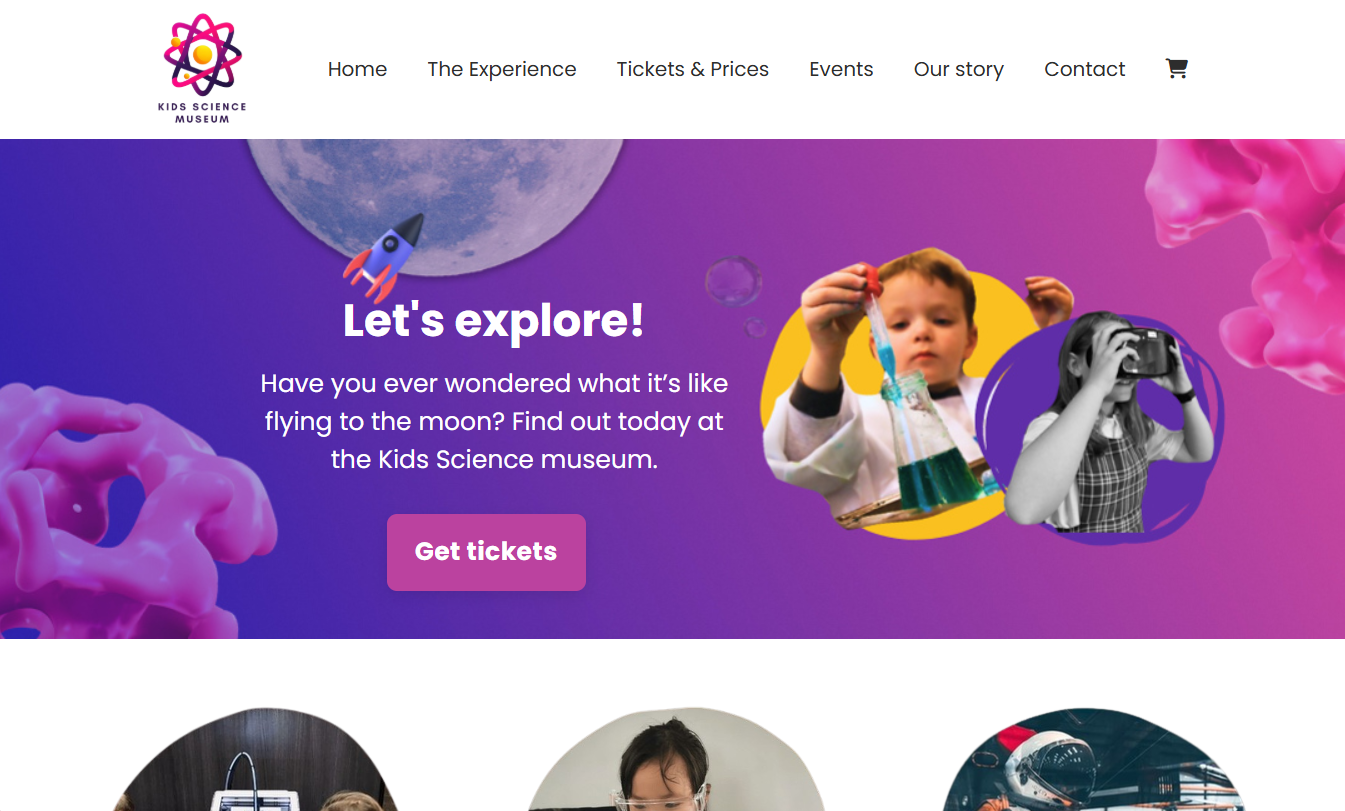 KIDS SCIENCE
MUSEUM
Home
The Experience
Tickets & Prices
Events
Our story
Contact
Let's explore!
Have you ever wondered what it’s like
flying to the moon? Find out today at
the Kids Science museum.
Get tickets